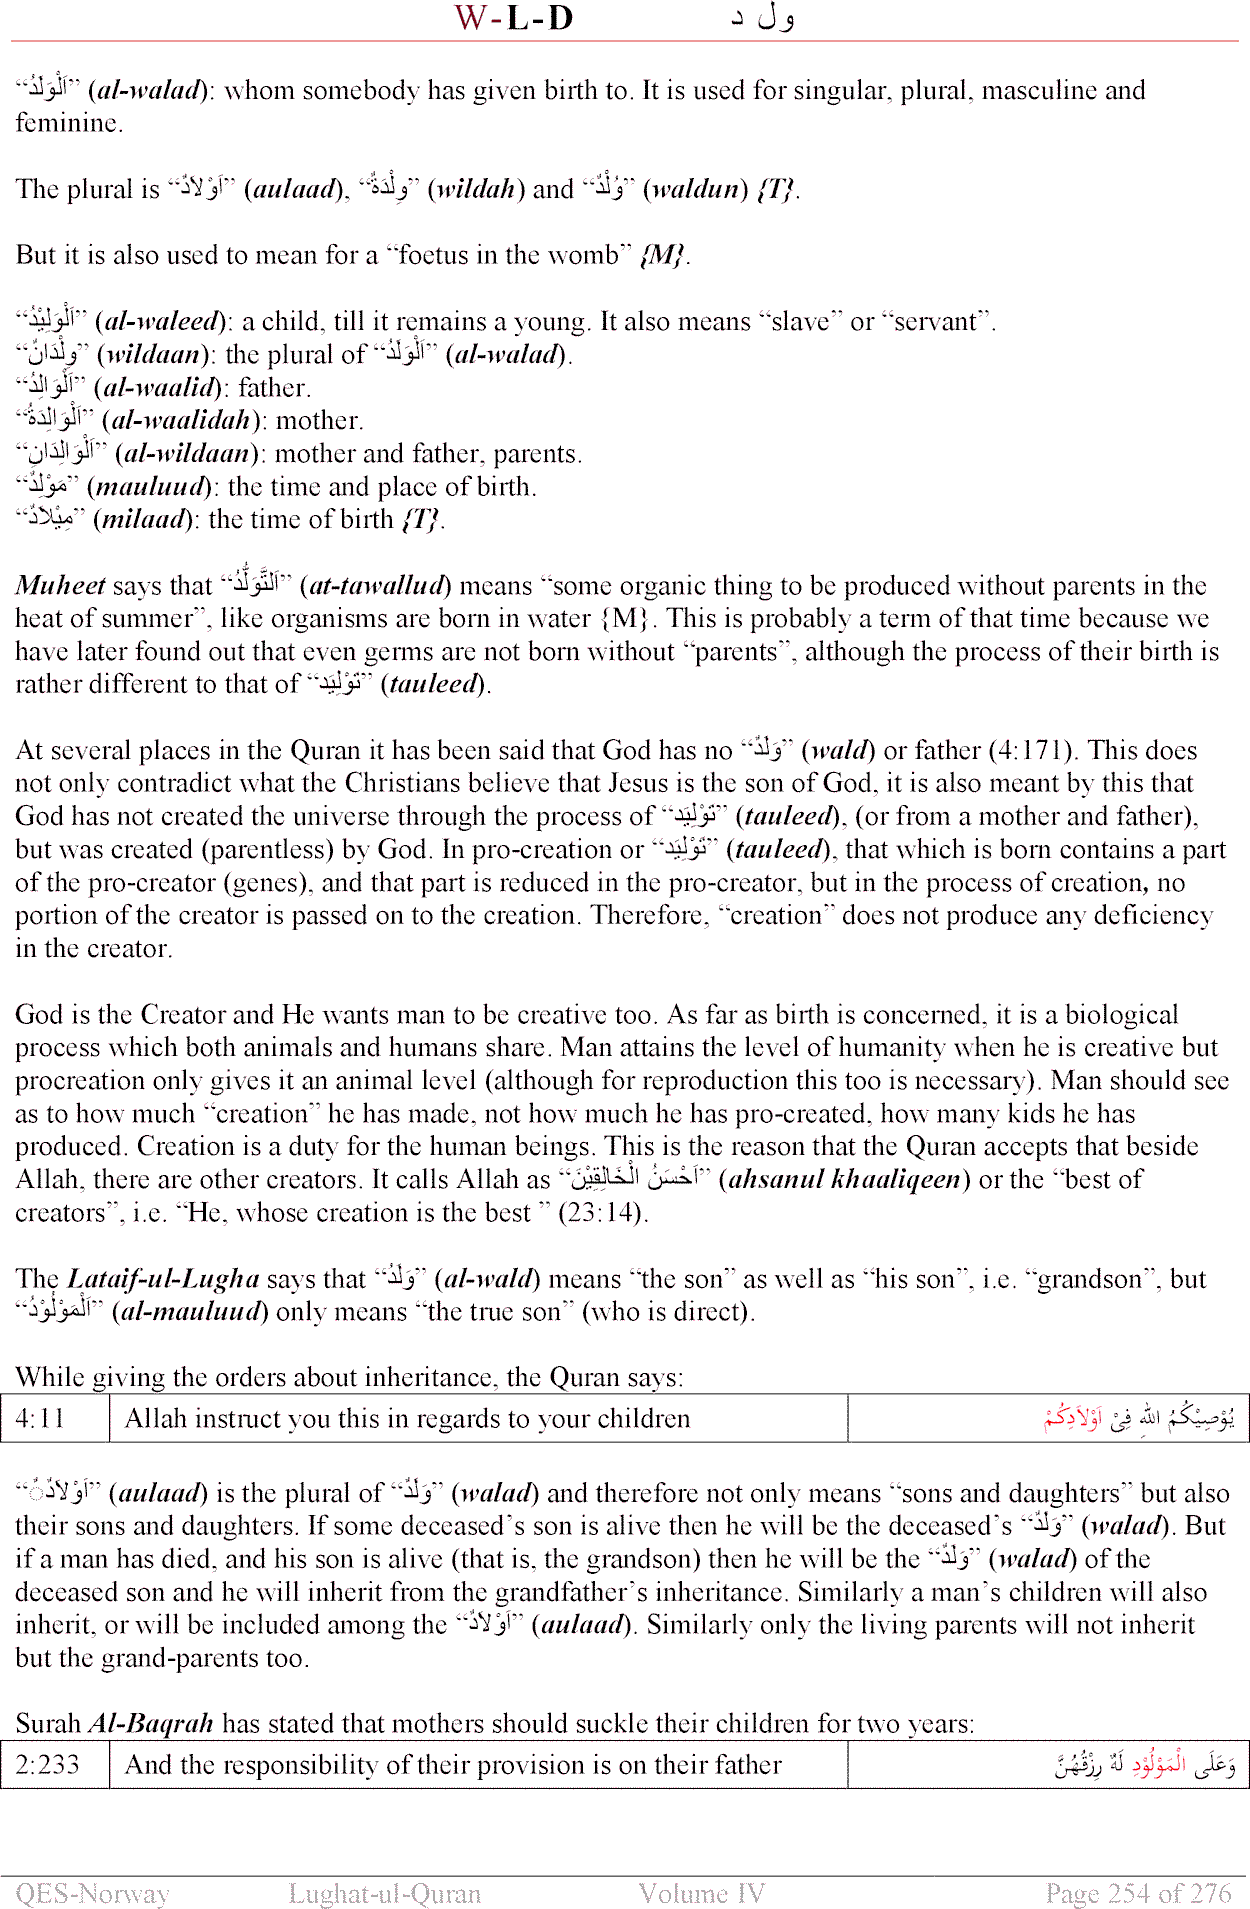 W-L-D و ل د
“اَلْوَلَدُ” (al-walad): whom somebody has given birth to. It is used for singular, plural, masculine and
feminine.
The plural is “اَوْلاَدٌ” (aulaad), “وِلْدَةٌ” (wildah) and “وُلْدٌ” (waldun) {T}.
But it is also used to mean for a “foetus in the womb” {M}.
“اَلْوَلِيْدُ” (al-waleed): a child, till it remains a young. It also means “slave” or “servant”.
“وِلْدَانٌ” (wildaan): the plural of “اَلْوَلَدُ” (al-walad).
“اَلْوَالِدُ” (al-waalid): father.
“اَلْوَالِدَةُ” (al-waalidah): mother.
“اَلْوَالِدَانِ” (al-wildaan): mother and father, parents.
“مَوْلِدٌ” (mauluud): the time and place of birth.
“مِيْلاَدٌ” (milaad): the time of birth {T}.
Muheet says that “اَلتَّوَلُّدُ” (at-tawallud) means “some organic thing to be produced without parents in the
heat of summer”, like organisms are born in water {M}. This is probably a term of that time because we
have later found out that even germs are not born without “parents”, although the process of their birth is
rather different to that of “تَوْلِيَد” (tauleed).
At several places in the Quran it has been said that God has no “وَلَدٌ” (wald) or father (4:171). This does
not only contradict what the Christians believe that Jesus is the son of God, it is also meant by this that
God has not created the universe through the process of “تَوْلِيَد” (tauleed), (or from a mother and father),
but was created (parentless) by God. In pro-creation or “تَوْلِيَد” (tauleed), that which is born contains a part
of the pro-creator (genes), and that part is reduced in the pro-creator, but in the process of creation, no
portion of the creator is passed on to the creation. Therefore, “creation” does not produce any deficiency
in the creator.
God is the Creator and He wants man to be creative too. As far as birth is concerned, it is a biological
process which both animals and humans share. Man attains the level of humanity when he is creative but
procreation only gives it an animal level (although for reproduction this too is necessary). Man should see
as to how much “creation” he has made, not how much he has pro-created, how many kids he has
produced. Creation is a duty for the human beings. This is the reason that the Quran accepts that beside
Allah, there are other creators. It calls Allah as “اَحْسَنُ الْخَالِقِيْنَ” (ahsanul khaaliqeen) or the “best of
creators”, i.e. “He, whose creation is the best ” (23:14).
The Lataif-ul-Lugha says that “وَلَدُ” (al-wald) means “the son” as well as “his son”, i.e. “grandson”, but
“اَلْمَوْلُوْدُ” (al-mauluud) only means “the true son” (who is direct).
While giving the orders about inheritance, the Quran says:
4:11 Allah instruct you this in regards to your children يُوْصِيْكُمُ اللهِ فِىْ اَوْلاَدِكُمْ
“اَوْلاَدٌٌ” (aulaad) is the plural of “وَلَدٌ” (walad) and therefore not only means “sons and daughters” but also
their sons and daughters. If some deceased’s son is alive then he will be the deceased’s “وَلَدٌ” (walad). But
if a man has died, and his son is alive (that is, the grandson) then he will be the “وَلَدٌ” (walad) of the
deceased son and he will inherit from the grandfather’s inheritance. Similarly a man’s children will also
inherit, or will be included among the “اَوْلاَدٌ” (aulaad). Similarly only the living parents will not inherit
but the grand-parents too.
Surah Al-Baqrah has stated that mothers should suckle their children for two years:
2:233 And the responsibility of their provision is on their father وَعَلَى الْمَوْلُوْدِ لَهٌ رِزْقُهُنَّ
QES-Norway Lughat-ul-Quran Volume IV Page 254 of 276